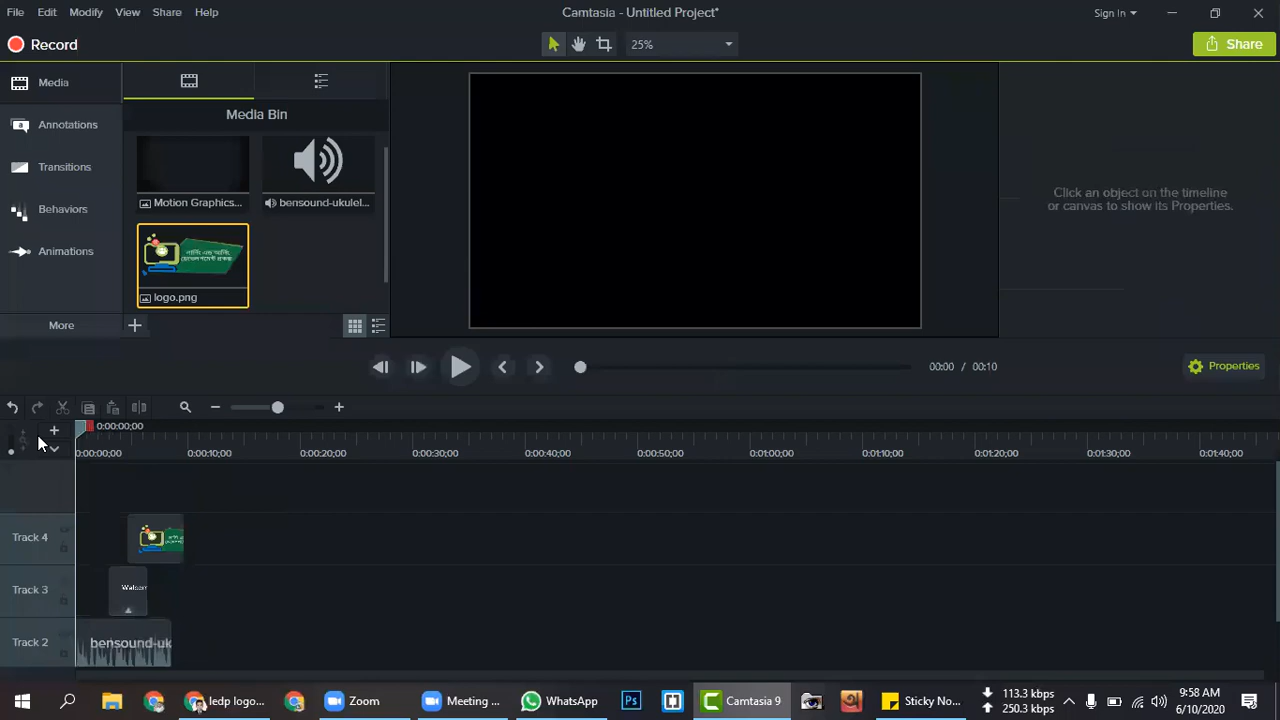 File Edit Modify View Share Help
Camtasia - Untitled Project*
Sign In
Record
25%
Share
Media
Annotations
Transitions
Behaviors
Animations
More
Media Bin
Motion Graphics...
bensound-ukulel...
logo.png
Click an object on the timeline
or canvas to show its Properties.
00:00 / 00:10
Properties
0:00:00;00
0:00:00;00 0:00:10;00 0:00:20;00 0:00:30;00 0:00:40;00 0:00:50;00 0:01:00;00 0:01:10;00 0:01:20;00 0:01:30;00 0:01:40;00
Track 4
Track 3
Welcom
Track 2
bensound-uk
ledp logo...
Zoom
Meeting ...
WhatsApp
Ps
Camtasia 9
Sticky No...
113.3 kbps
250.3 kbps
9:58 AM
6/10/2020